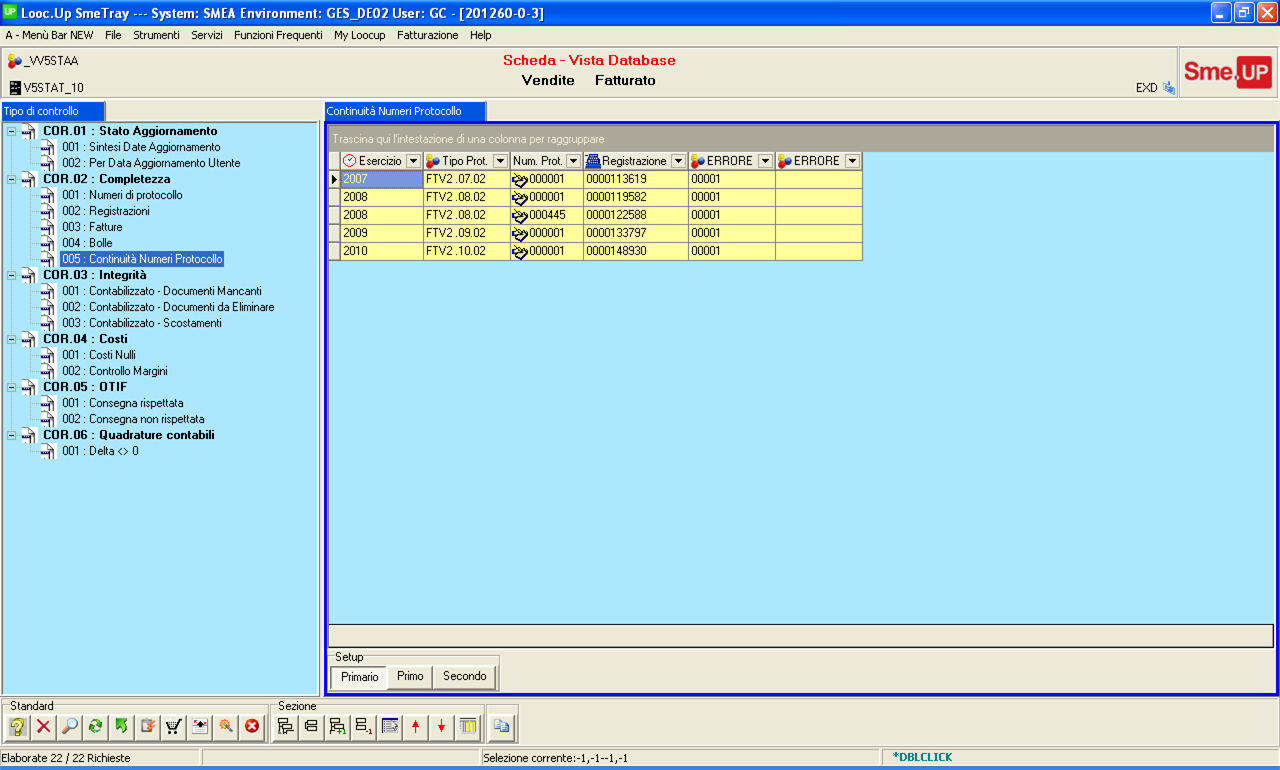 UP Looc.Up SmeTray --- System: SMEA Environment: GES_DE02 User: GC - [201260-0-3]
A - Menù Bar NEW File Strumenti Servizi Funzioni Frequenti My Loocup Fatturazione Help
_VV5STAA
Scheda - Vista Database
Vendite Fatturato
V5STAT_10
EXD
Sme.UP
Tipo di controllo
COR.01 : Stato Aggiornamento
001 : Sintesi Date Aggiornamento
002 : Per Data Aggiornamento Utente
COR.02 : Completezza
001 : Numeri di protocollo
002 : Registrazioni
003 : Fatture
004 : Bolle
005 : Continuità Numeri Protocollo
COR.03 : Integrità
001 : Contabilizzato - Documenti Mancanti
002 : Contabilizzato - Documenti da Eliminare
003 : Contabilizzato - Scostamenti
COR.04 : Costi
001 : Costi Nulli
002 : Controllo Margini
COR.05 : OTIF
001 : Consegna rispettata
002 : Consegna non rispettata
COR.06 : Quadrature contabili
001 : Delta <> 0
Continuità Numeri Protocollo
Trascina qui l'intestazione di una colonna per raggruppare
Esercizio Tipo Prot. Num. Prot. Registrazione ERRORE ERRORE
2007 FTV2 .07.02 000001 0000113619 00001
2008 FTV2 .08.02 000001 0000119582 00001
2008 FTV2 .08.02 000445 0000122588 00001
2009 FTV2 .09.02 000001 0000133797 00001
2010 FTV2 .10.02 000001 0000148930 00001
Setup
Primario Primo Secondo
Standard
Sezione
Elaborate 22 / 22 Richieste
Selezione corrente:-1,-1--1,-1
*DBLCLICK